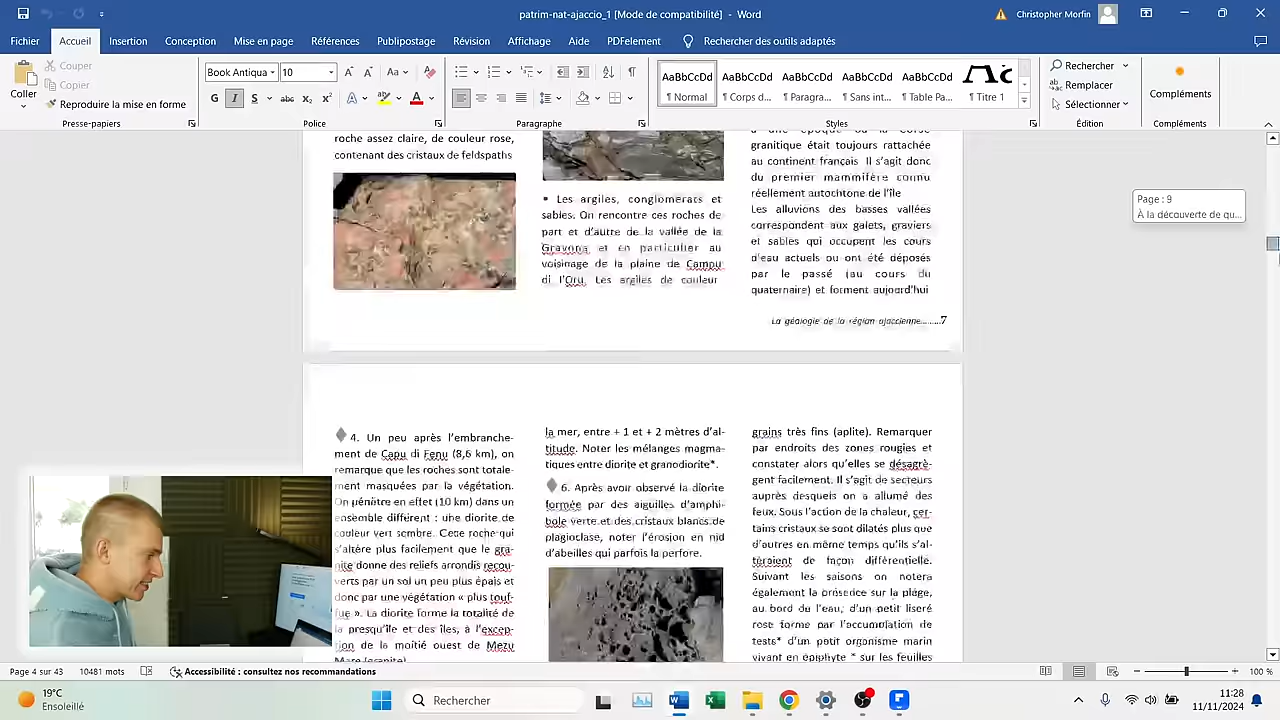 patrim-nat-ajaccio_1 [Mode de compatibilité] - Word
Christopher Morfin
Fichier Accueil Insertion Conception Mise en page Références Publipostage Révision Affichage Aide PDFelement Rechercher des outils adaptés
Coller
Couper
Copier
Reproduire la mise en forme
Presse-papiers
Book Antiqua 10
G I S abc x₂ x² A A
Police
Paragraphe
AaBbCcDd AaBbCcDd AaBbCcDd AaBbCcDd AaBbCcDd
¶ Normal ¶ Corps d... ¶ Paragra... ¶ Sans int... ¶ Table Pa... ¶ Titre 1
Styles
Rechercher
Remplacer
Sélectionner
Édition
Compléments
Compléments
Page : 9
À la découverte de qu...
roche assez claire, de couleur rose,
contenant des cristaux de feldspaths
• Les argiles, conglomérats et
sables. On rencontre ces roches de
part et d'autre de la vallée de la
Gravona et en particulier au
voisinage de la plaine de Campu
di l'Oru. Les argiles de couleur
à une époque où la Corse
granitique était toujours rattachée
au continent français. Il s'agit donc
du premier mammifère connu
réellement autochtone de l'île.
Les alluvions des basses vallées
correspondent aux galets, graviers
et sables qui occupent les cours
d'eau actuels ou ont été déposés
par le passé (au cours du
quaternaire) et forment aujourd'hui
La géologie de la région ajaccienne........7
4. Un peu après l'embranche-
ment de Capu di Fenu (8,6 km), on
remarque que les roches sont totale-
ment masquées par la végétation.
On pénètre en effet (10 km) dans un
ensemble différent : une diorite de
couleur vert sombre. Cette roche qui
s'altère plus facilement que le gra-
nite donne des reliefs arrondis recou-
verts par un sol un peu plus épais et
donc par une végétation « plus touf-
fue ». La diorite forme la totalité de
la presqu'île et des îles, à l'excep-
tion de la moitié ouest de Mezu
Mare (granite).
la mer, entre + 1 et + 2 mètres d'al-
titude. Noter les mélanges magma-
tiques entre diorite et granodiorite*.
6. Après avoir observé la diorite
formée par des aiguilles d'amphi-
bole verte et des cristaux blancs de
plagioclase, noter l'érosion en nid
d'abeilles qui parfois la perfore.
grains très fins (aplite). Remarquer
par endroits des zones rougies et
constater alors qu'elles se désagrè-
gent facilement. Il s'agit de secteurs
auprès desquels on a allumé des
feux. Sous l'action de la chaleur, cer-
tains cristaux se sont dilatés plus que
d'autres en même temps qu'ils s'al-
téraient de façon différentielle.
Suivant les saisons on notera
également la présence sur la plage,
au bord de l'eau, d'un petit liseré
rose formé par l'accumulation de
tests* d'un petit organisme marin
vivant en épiphyte * sur les feuilles
Page 4 sur 43 10481 mots Accessibilité : consultez nos recommandations 100 %
19°C
Ensoleillé
Rechercher
11:28
11/11/2024